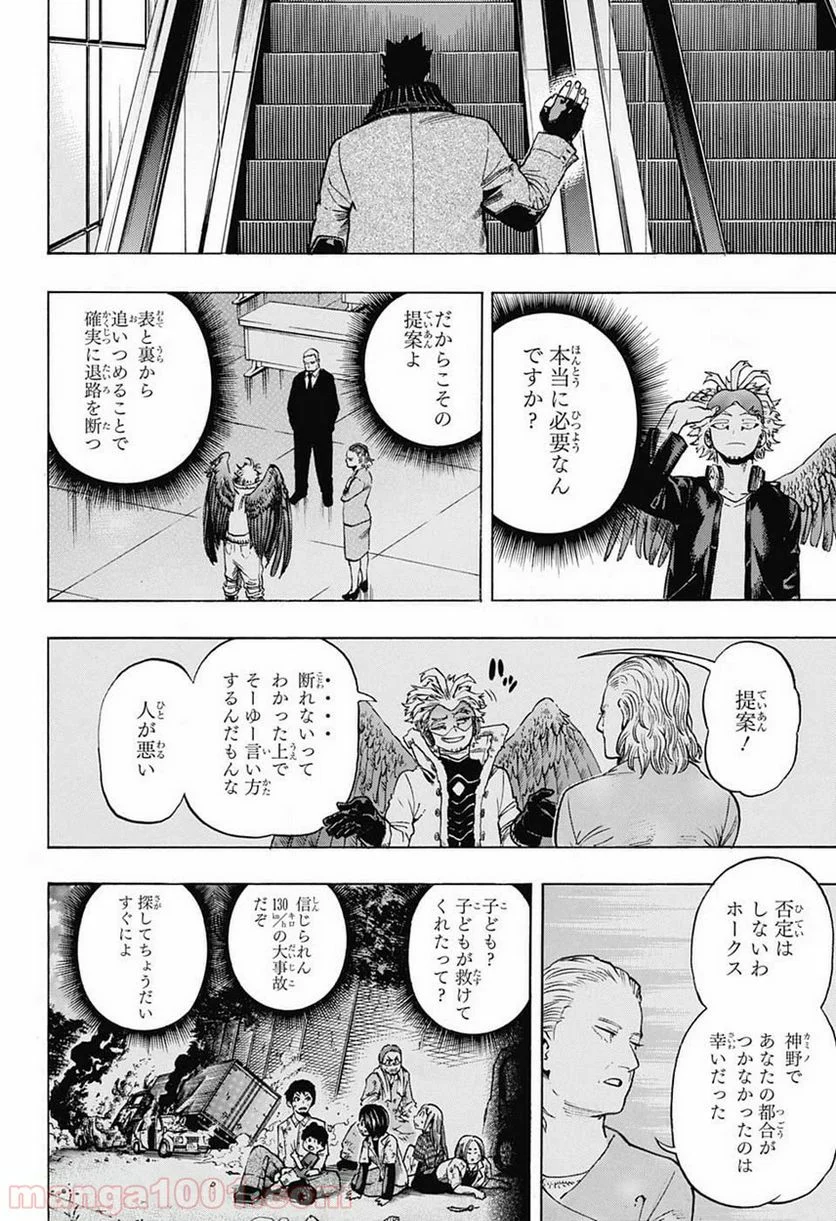 本当に必要なん
ですか？
だからこその
提案よ
表と裏から
追いつめることで
確実に退路を断つ
提案！
断れないって
わかった上で
そーゆー言い方
するんだもんな
人が悪い
否定は
しないわ
ホークス
神野で
あなたの都合が
つかなかったのは
幸いだった
子ども？
子どもが救けて
くれたって？
信じられん
130km/hの大事故
だぞ
探してちょうだい
すぐによ
manga1001.com